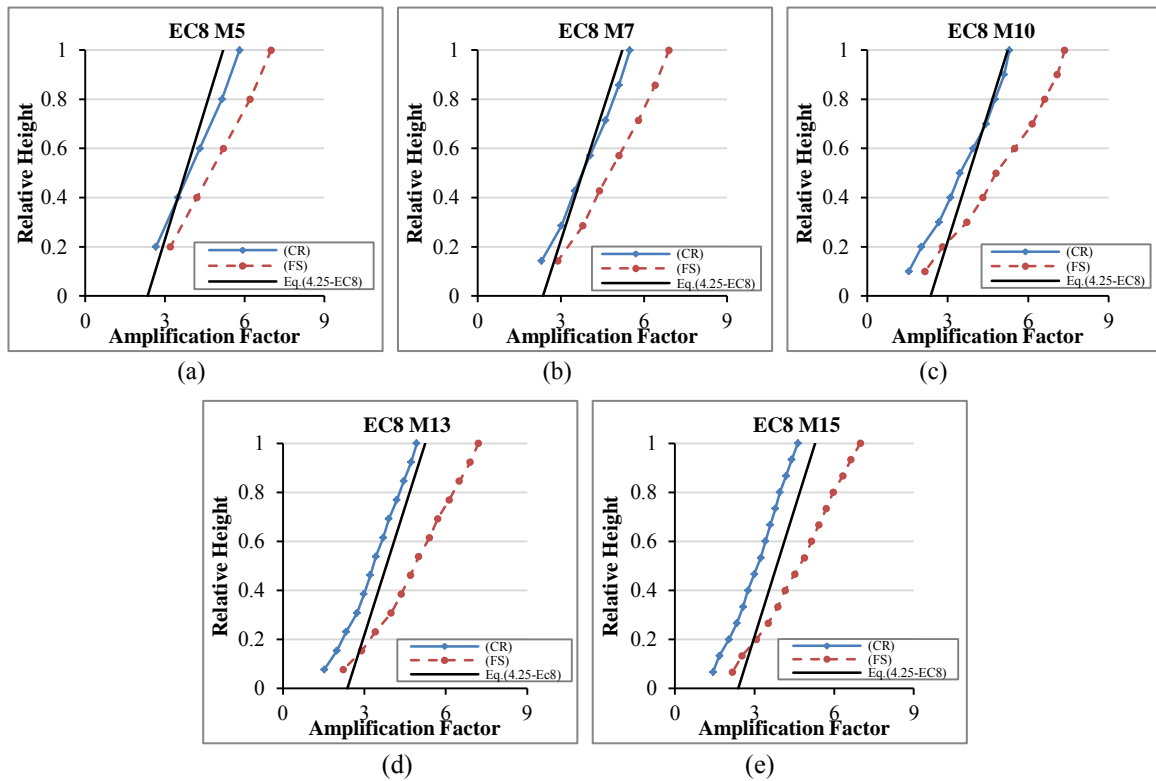 EC8 M5
1
0.8
0.6
0.4
0.2
0
0 3 6 9
Relative Height
Amplification Factor
(CR)
(FS)
Eq.(4.25-EC8)
(a)
EC8 M7
1
0.8
0.6
0.4
0.2
0
0 3 6 9
Relative Height
Amplification Factor
(CR)
(FS)
Eq.(4.25-EC8)
(b)
EC8 M10
1
0.8
0.6
0.4
0.2
0
0 3 6 9
Relative Height
Amplification Factor
(CR)
(FS)
Eq.(4.25-EC8)
(c)
EC8 M13
1
0.8
0.6
0.4
0.2
0
0 3 6 9
Relative Height
Amplification Factor
(CR)
(FS)
Eq.(4.25-Ec8)
(d)
EC8 M15
1
0.8
0.6
0.4
0.2
0
0 3 6 9
Relative Height
Amplification Factor
(CR)
(FS)
Eq.(4.25-EC8)
(e)